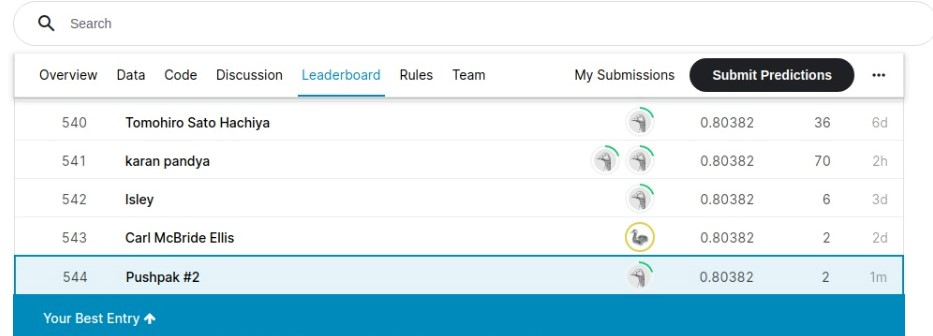 Search
Overview Data Code Discussion Leaderboard Rules Team My Submissions Submit Predictions ...
540 Tomohiro Sato Hachiya 0.80382 36 6d
541 karan pandya 0.80382 70 2h
542 Isley 0.80382 6 3d
543 Carl McBride Ellis 0.80382 2 2d
544 Pushpak #2 0.80382 2 1m
Your Best Entry ↑